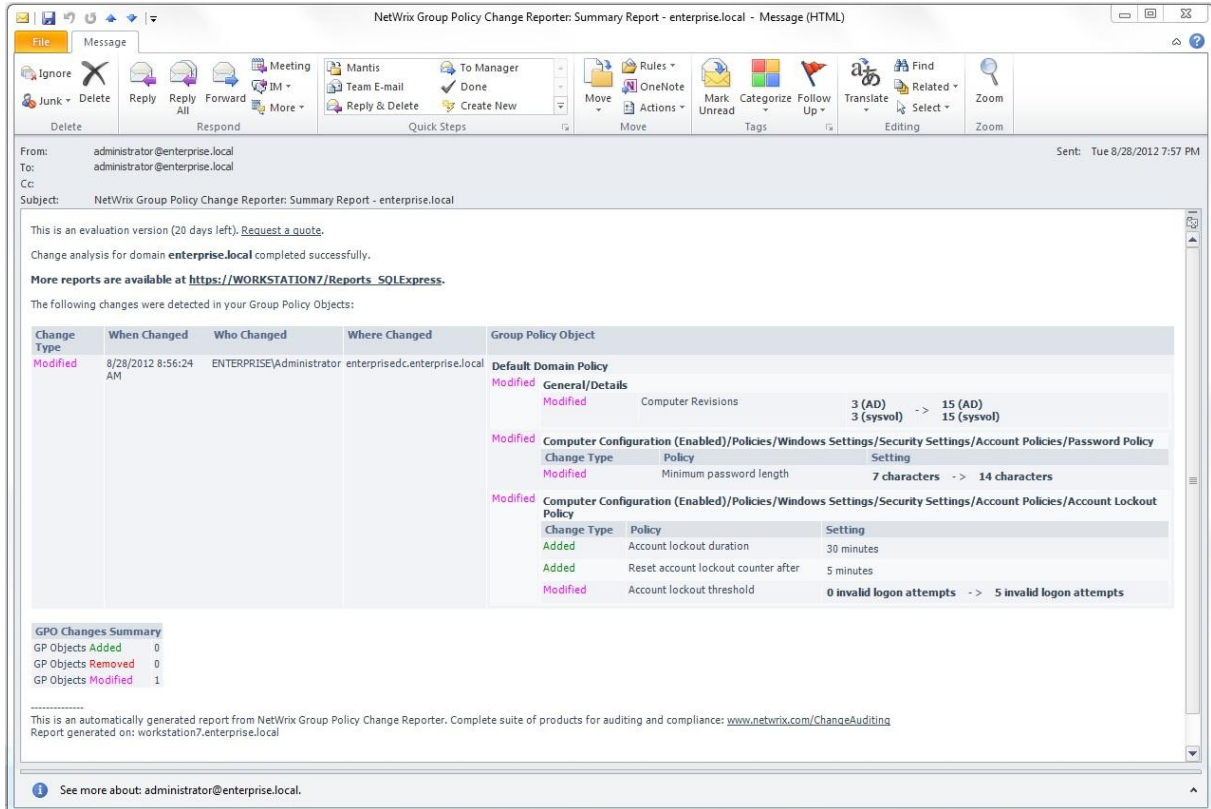 NetWrix Group Policy Change Reporter: Summary Report - enterprise.local - Message (HTML)
File Message
Ignore
Junk
Delete
Reply
Reply All
Forward
Meeting
IM
More
Mantis
Team E-mail
Reply & Delete
To Manager
Done
Create New
Move
Rules
OneNote
Actions
Mark Unread
Categorize
Follow Up
Translate
Find
Related
Select
Zoom
Delete Respond Quick Steps Move Tags Editing Zoom
From: administrator@enterprise.local Sent: Tue 8/28/2012 7:57 PM
To: administrator@enterprise.local
Cc:
Subject: NetWrix Group Policy Change Reporter: Summary Report - enterprise.local
This is an evaluation version (20 days left). Request a quote.
Change analysis for domain enterprise.local completed successfully.
More reports are available at https://WORKSTATION7/Reports_SQLExpress.
The following changes were detected in your Group Policy Objects:
Change Type When Changed Who Changed Where Changed Group Policy Object
Modified 8/28/2012 8:56:24 AM ENTERPRISE\Administrator enterprisedc.enterprise.local Default Domain Policy
Modified General/Details
Modified Computer Revisions 3 (AD) 3 (sysvol) -> 15 (AD) 15 (sysvol)
Modified Computer Configuration (Enabled)/Policies/Windows Settings/Security Settings/Account Policies/Password Policy
Change Type Policy Setting
Modified Minimum password length 7 characters -> 14 characters
Modified Computer Configuration (Enabled)/Policies/Windows Settings/Security Settings/Account Policies/Account Lockout
Policy
Change Type Policy Setting
Added Account lockout duration 30 minutes
Added Reset account lockout counter after 5 minutes
Modified Account lockout threshold 0 invalid logon attempts -> 5 invalid logon attempts
GPO Changes Summary
GP Objects Added 0
GP Objects Removed 0
GP Objects Modified 1
--------------
This is an automatically generated report from NetWrix Group Policy Change Reporter. Complete suite of products for auditing and compliance: www.netwrix.com/ChangeAuditing
Report generated on: workstation7.enterprise.local
See more about: administrator@enterprise.local.